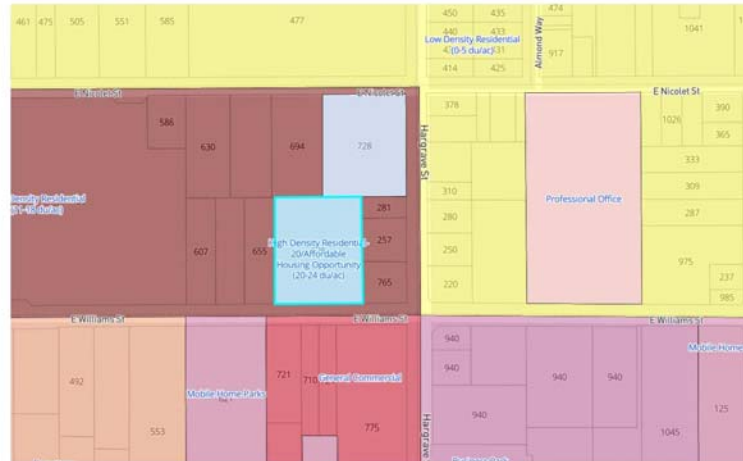 461 475 505 551 585 477 450 435 474 1041
440 433
Low Density Residential
(0-5 du/ac)
431
414 425
Almond Way
917
E Nicolet St E Nicolet St E Nicolet St
586 630 694 728
Hargrave St
378 1026 390
365
333
310 309
Density Residential
(11-18 du/ac)
Professional Office
281
280 287
607 655
High Density Residential-
20/Affordable
Housing Opportunity
(20-24 du/ac)
257
250
975
765
220 237
985
E Williams St E Williams St E Williams St
940
721 710
General Commercial
Mobile Home
492 940 940 940
Mobile Home Parks
125
553 775
Hargrave
940 1045
Business Park